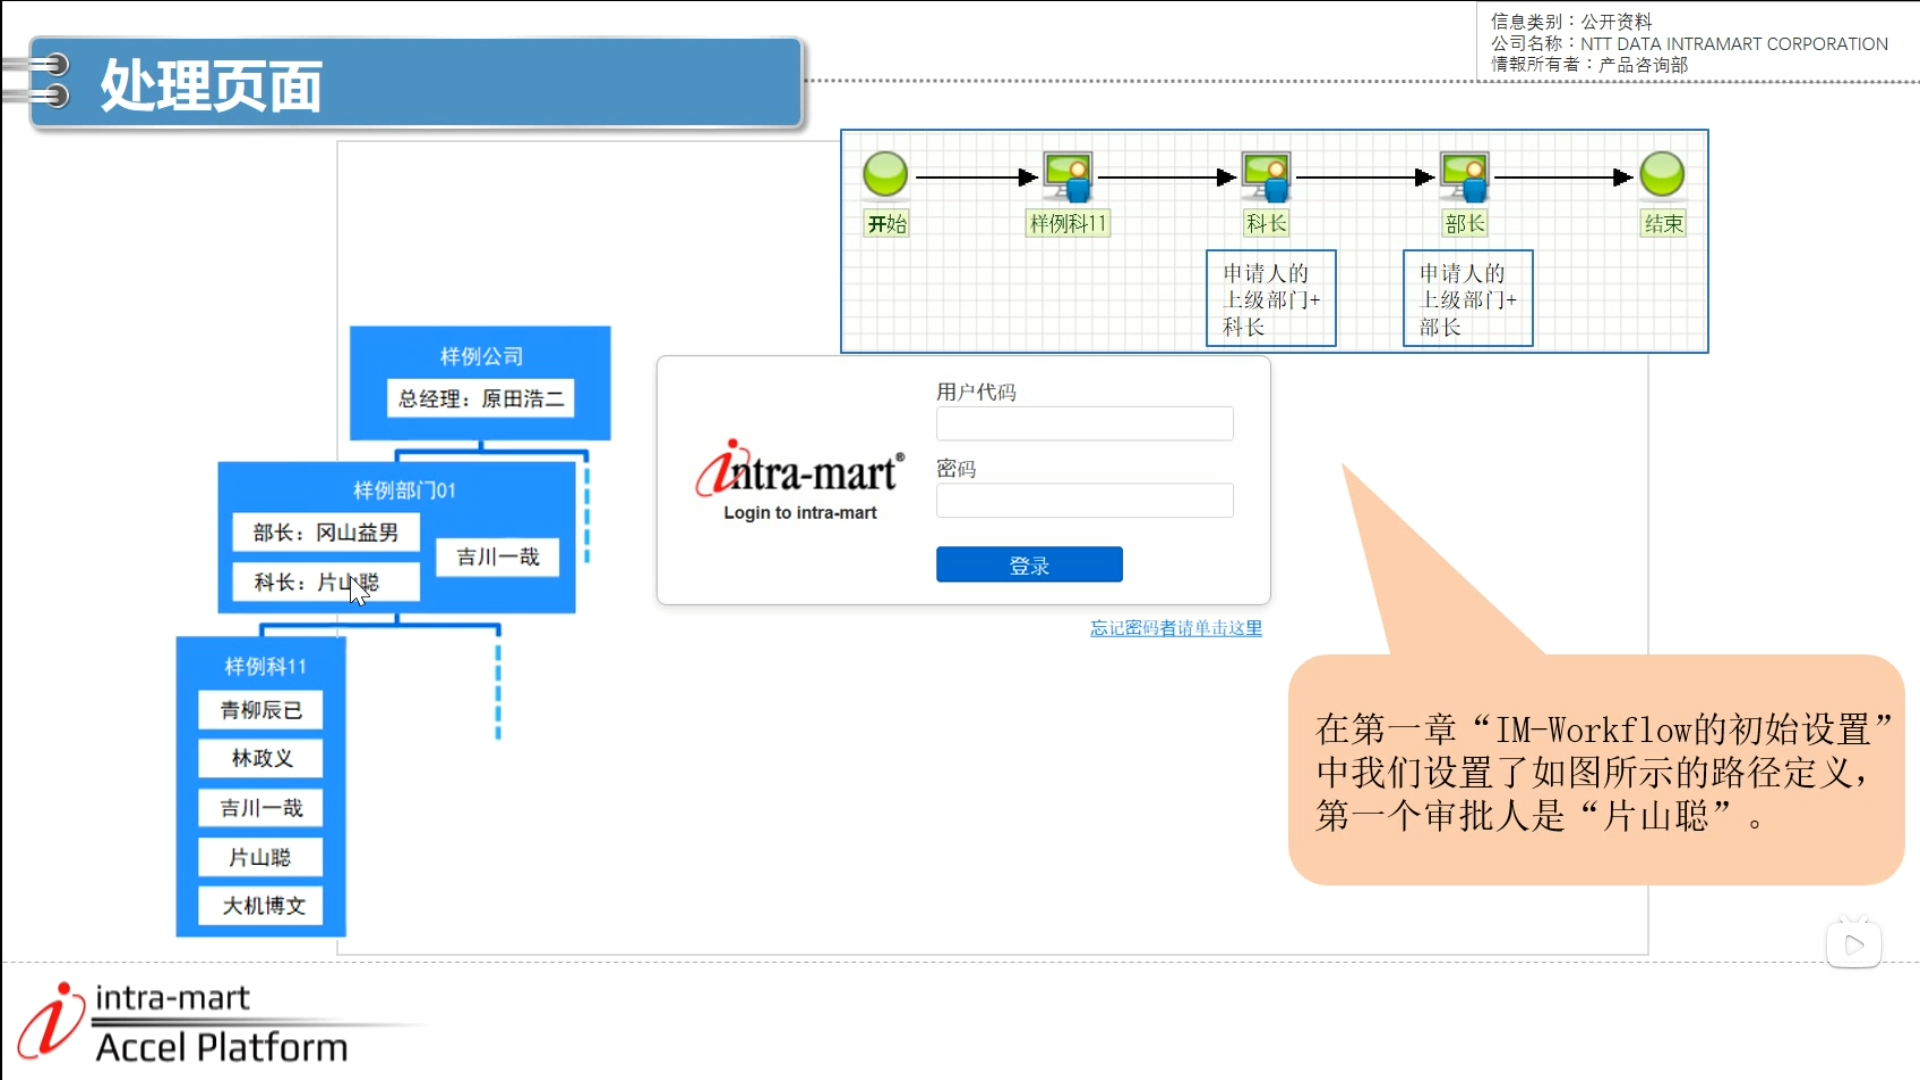 信息类别：公开资料
公司名称：NTT DATA INTRAMART CORPORATION
情報所有者：产品咨询部
处理页面
开始
样例科11
科长
部长
结束
申请人的
上级部门+
科长
申请人的
上级部门+
部长
样例公司
总经理：原田浩二
样例部门01
部长：冈山益男
科长：片山聪
吉川一哉
样例科11
青柳辰巳
林政义
吉川一哉
片山聪
大机博文
用户代码
密码
intra-mart®
Login to intra-mart
登录
忘记密码者请单击这里
在第一章“IM-Workflow的初始设置”
中我们设置了如图所示的路径定义，
第一个审批人是“片山聪”。
intra-mart
Accel Platform